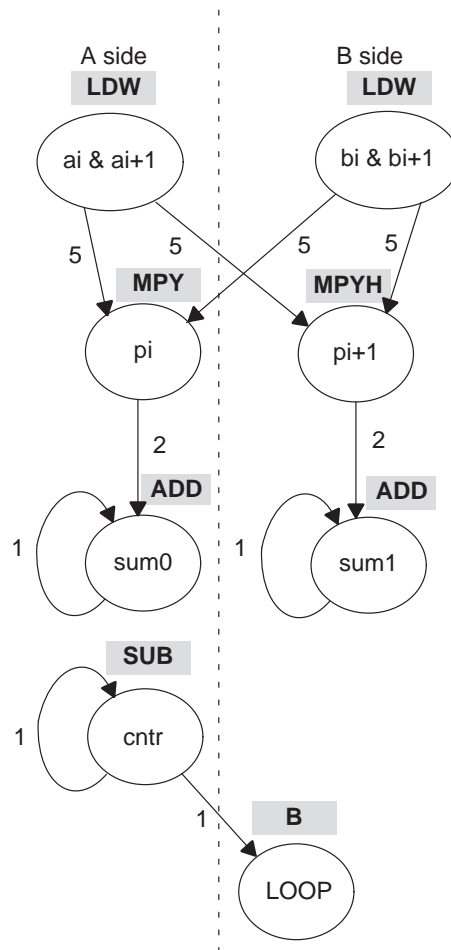 A side B side
LDW LDW
ai & ai+1 bi & bi+1
5 5 5 5
MPY MPYH
pi pi+1
2 2
ADD ADD
1 sum0 1 sum1
SUB
1 cntr
1 B
LOOP